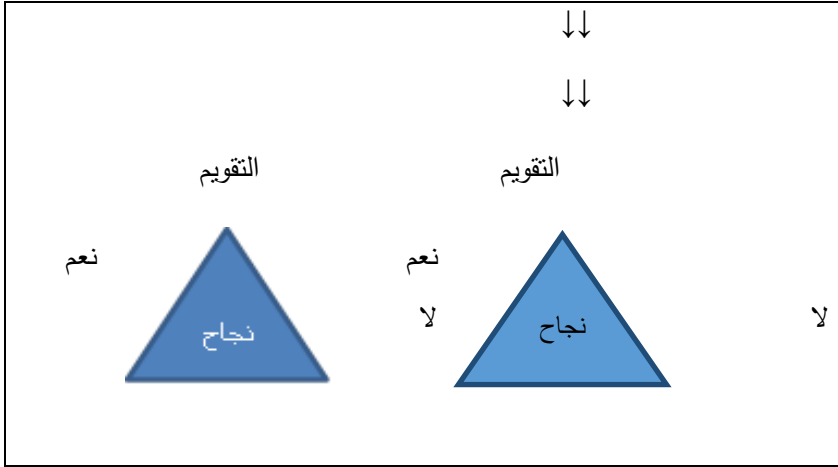 ↓↓
↓↓
التقويم التقويم
نعم نعم
لا لا
نجاح نجاح